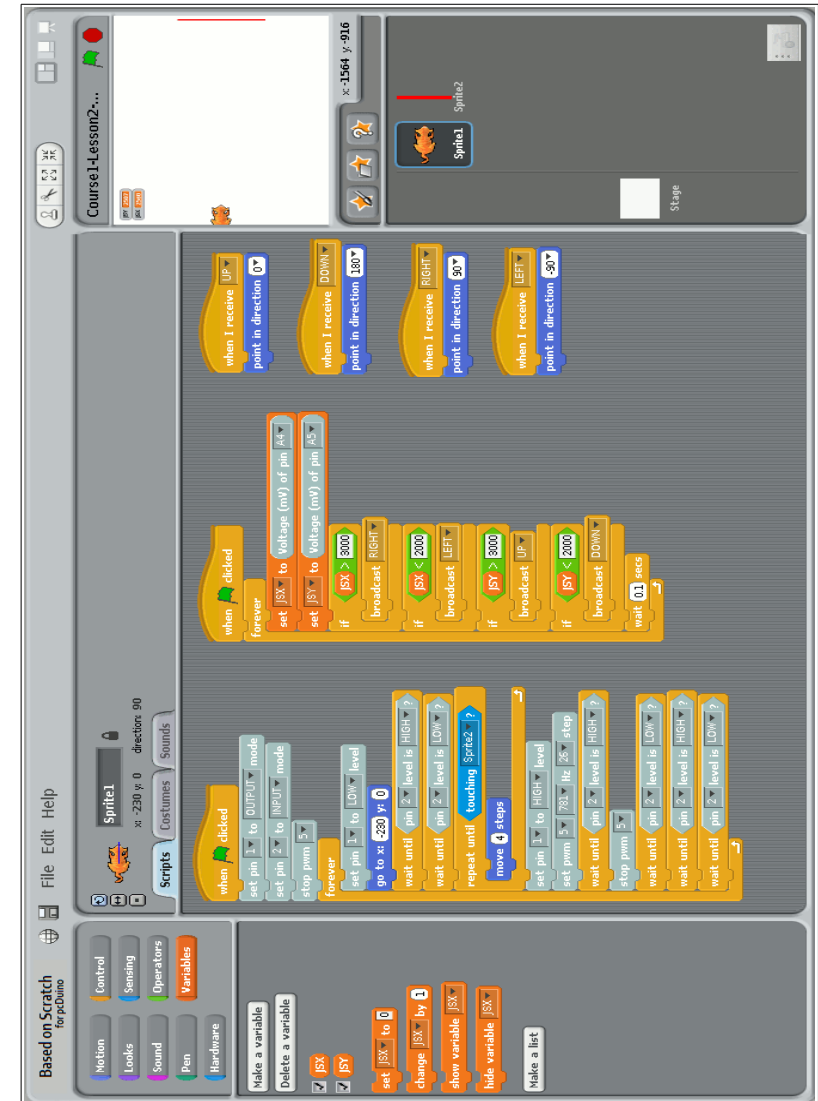 Based on Scratch
for pcDuino
File Edit Help
Motion
Control
Looks
Sensing
Sound
Operators
Pen
Variables
Hardware
Make a variable
Delete a variable
JSX
JSY
set JSX to 0
change JSX by 1
show variable JSX
hide variable JSX
Make a list
Sprite1
x: -230 y: 0 direction: 90
Scripts Costumes Sounds
when clicked
set pin 1 to OUTPUT mode
set pin 2 to INPUT mode
stop pwm 5
forever
set pin 1 to LOW level
go to x: -230 y: 0
wait until pin 2 level is HIGH ?
wait until pin 2 level is LOW ?
repeat until touching Sprite2 ?
move 4 steps
set pin 1 to HIGH level
set pwm 5 781 Hz 26 step
wait until pin 2 level is HIGH ?
stop pwm 5
wait until pin 2 level is LOW ?
wait until pin 2 level is HIGH ?
wait until pin 2 level is LOW ?
when clicked
forever
set JSX to Voltage (mV) of pin A4
set JSY to Voltage (mV) of pin A5
if JSX > 3000
broadcast RIGHT
if JSX < 2000
broadcast LEFT
if JSY > 3000
broadcast UP
if JSY < 2000
broadcast DOWN
wait 0.1 secs
when I receive UP
point in direction 0
when I receive DOWN
point in direction 180
when I receive RIGHT
point in direction 90
when I receive LEFT
point in direction -90
Course1-Lesson2-...
x: -1564 y: -916
Sprite1
Sprite2
Stage